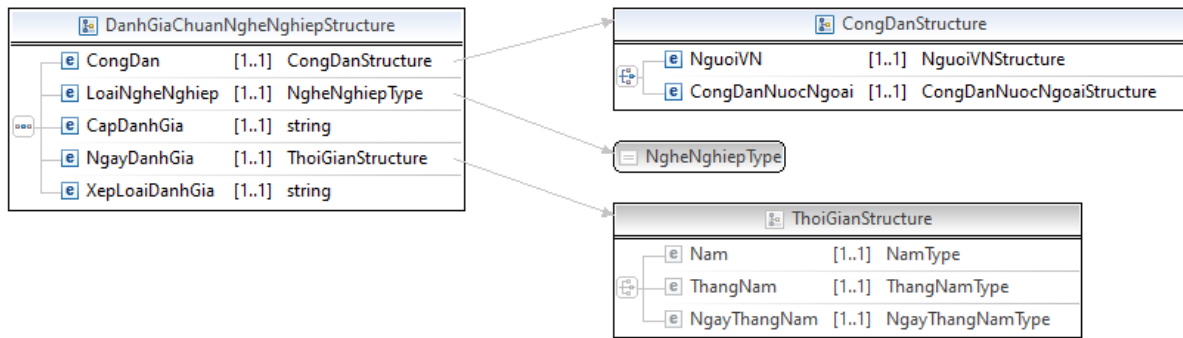 DanhGiaChuanNgheNghiepStructure
CongDan [1..1] CongDanStructure
LoaiNgheNghiep [1..1] NgheNghiepType
CapDanhGia [1..1] string
NgayDanhGia [1..1] ThoiGianStructure
XepLoaiDanhGia [1..1] string
CongDanStructure
NguoiVN [1..1] NguoiVNStructure
CongDanNuocNgoai [1..1] CongDanNuocNgoaiStructure
NgheNghiepType
ThoiGianStructure
Nam [1..1] NamType
ThangNam [1..1] ThangNamType
NgayThangNam [1..1] NgayThangNamType